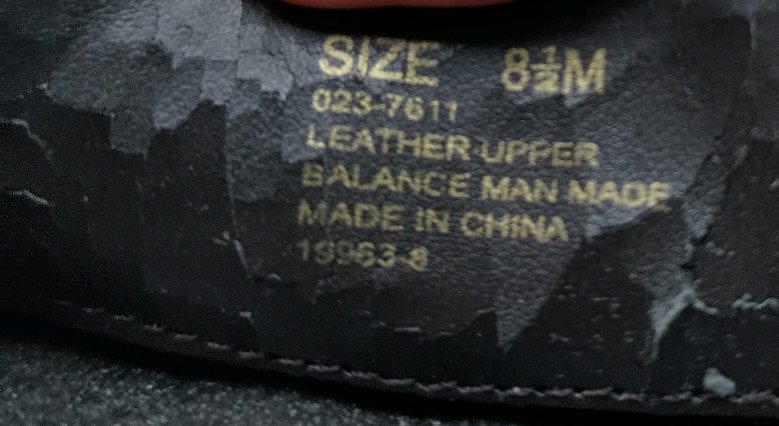 SIZE 8½M
023-7611
LEATHER UPPER
BALANCE MAN MADE
MADE IN CHINA
19963-8